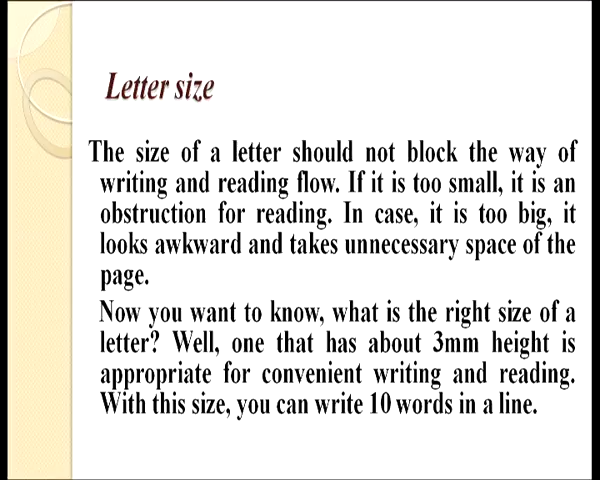 Letter size
The size of a letter should not block the way of
writing and reading flow. If it is too small, it is an
obstruction for reading. In case, it is too big, it
looks awkward and takes unnecessary space of the
page.
Now you want to know, what is the right size of a
letter? Well, one that has about 3mm height is
appropriate for convenient writing and reading.
With this size, you can write 10 words in a line.